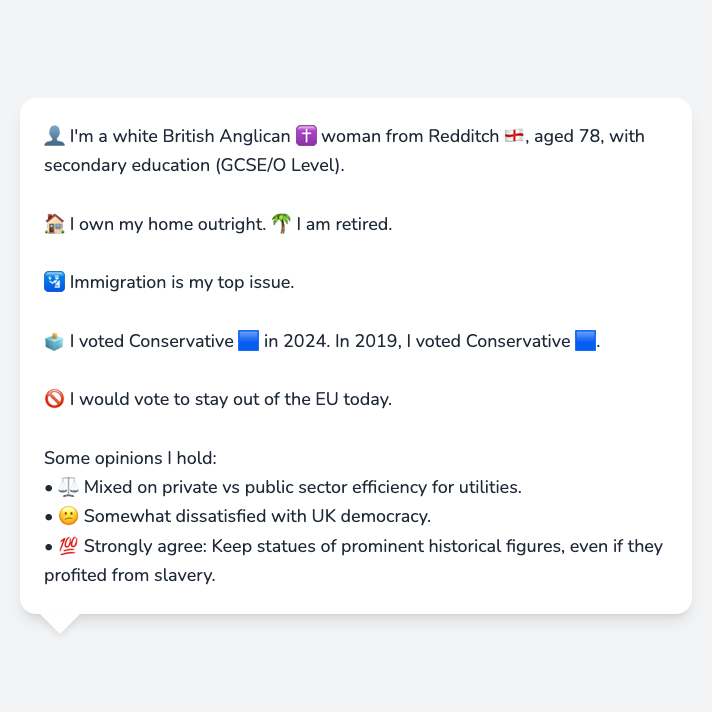 👤 I'm a white British Anglican ✝️ woman from Redditch 🏴󠁧󠁢󠁥󠁮󠁧󠁿, aged 78, with
secondary education (GCSE/O Level).
🏠 I own my home outright. 🌴 I am retired.
🛂 Immigration is my top issue.
🗳️ I voted Conservative 🟦 in 2024. In 2019, I voted Conservative 🟦.
🚫 I would vote to stay out of the EU today.
Some opinions I hold:
• ⚖️ Mixed on private vs public sector efficiency for utilities.
• 😕 Somewhat dissatisfied with UK democracy.
• 💯 Strongly agree: Keep statues of prominent historical figures, even if they
profited from slavery.